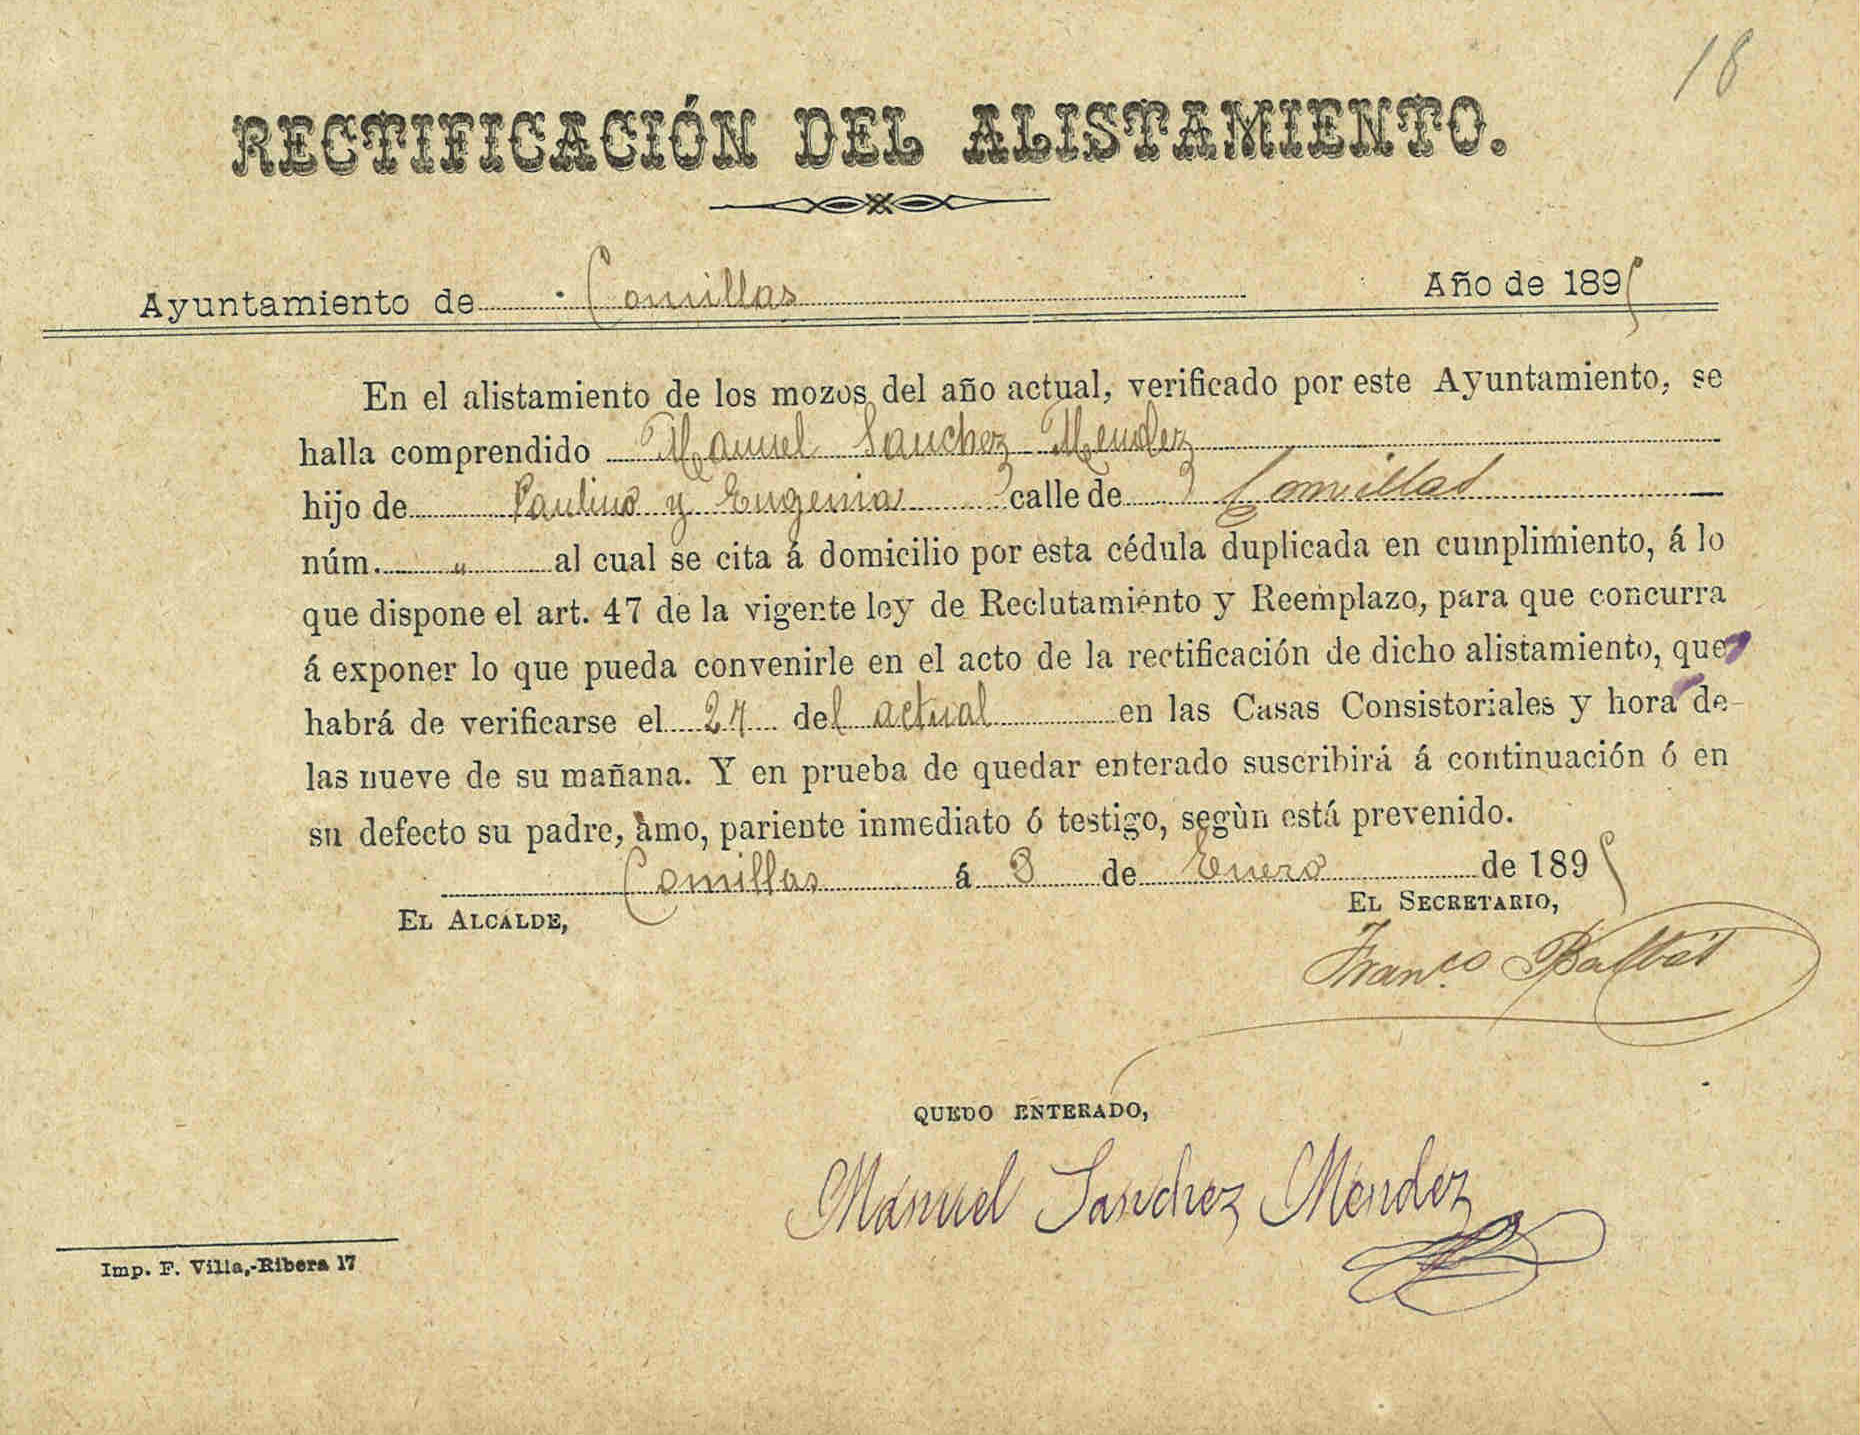 18
RECTIFICACIÓN DEL ALISTAMIENTO.
Ayuntamiento de Comillas Año de 1895
En el alistamiento de los mozos del año actual, verificado por este Ayuntamiento, se
halla comprendido Manuel Sanchez Mendez
hijo de Paulino y Eugenia calle de Comillas
núm. " al cual se cita á domicilio por esta cédula duplicada en cumplimiento, á lo
que dispone el art. 47 de la vigente ley de Reclutamiento y Reemplazo, para que concurra
á exponer lo que pueda convenirle en el acto de la rectificación de dicho alistamiento, que
habrá de verificarse el 27 del actual en las Casas Consistoriales y hora de
las nueve de su mañana. Y en prueba de quedar enterado suscribirá á continuación ó en
su defecto su padre, amo, pariente inmediato ó testigo, segùn está prevenido.
Comillas á 3 de Enero de 1895
EL ALCALDE, EL SECRETARIO,
Franco
QUEDO ENTERADO,
Manuel Sanchez Mendez
Imp. F. Villa,-Ribera 17